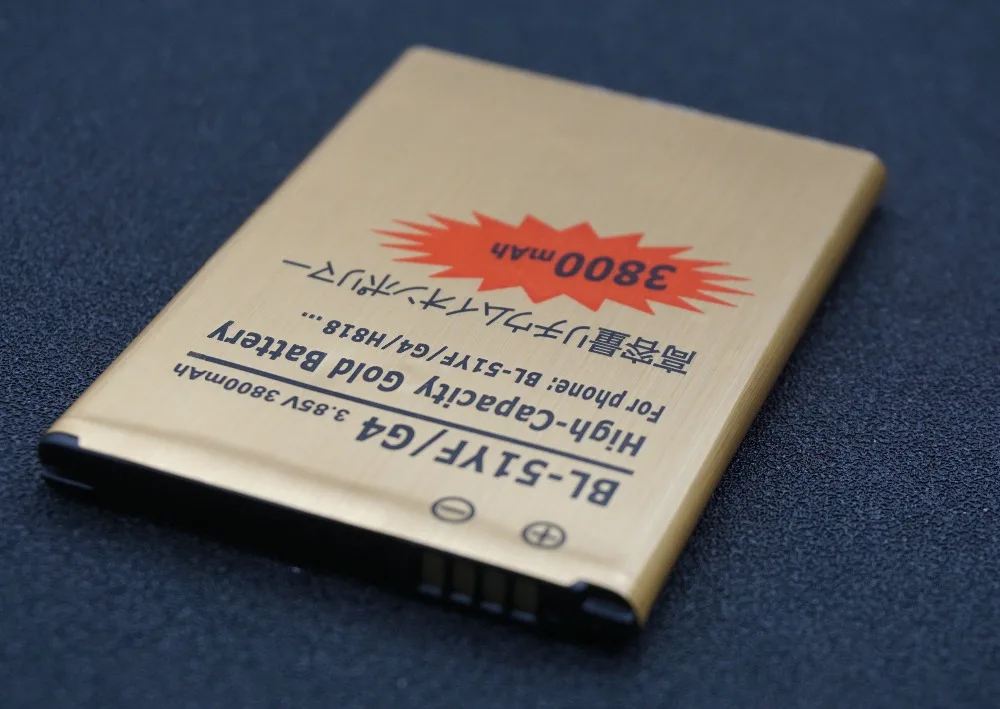 ⊕ ⊖
BL-51YF/G4 3.85V 3800mAh
High-Capacity Gold Battery
For phone: BL-51YF/G4/H818...
高容量リチウムイオンポリマー
3800mAh